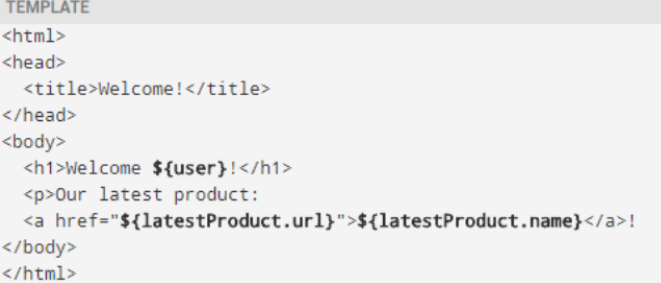 TEMPLATE
<html>
<head>
  <title>Welcome!</title>
</head>
<body>
  <h1>Welcome ${user}!</h1>
  <p>Our latest product:
  <a href="${latestProduct.url}">${latestProduct.name}</a>!
</body>
</html>